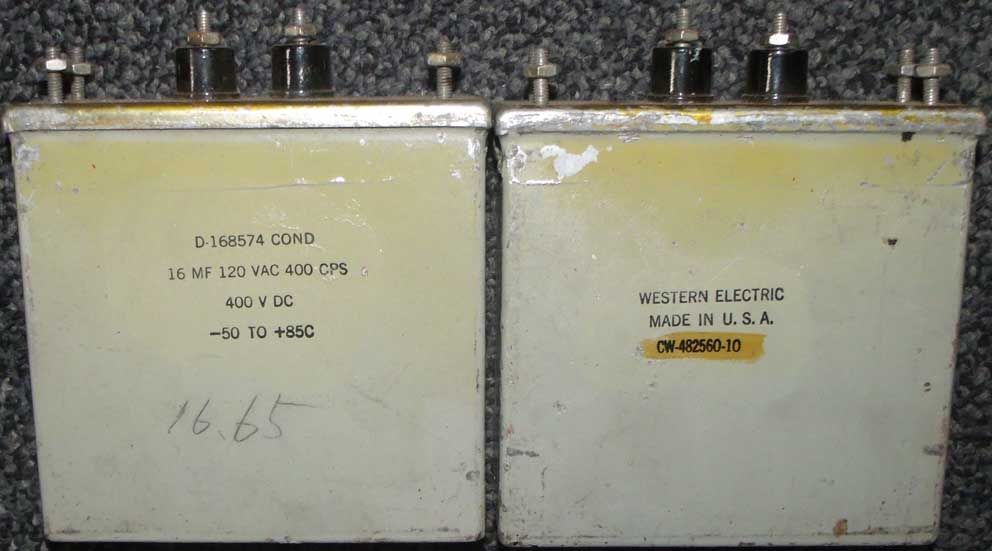 D-168574 COND
16 MF 120 VAC 400 CPS
400 V DC
-50 TO +85C
16.65
WESTERN ELECTRIC
MADE IN U. S. A.
CW-482560-10